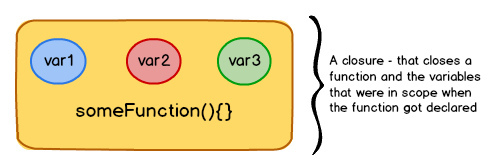 var1 var2 var3
someFunction(){}
A closure - that closes a
function and the variables
that were in scope when
the function got declared